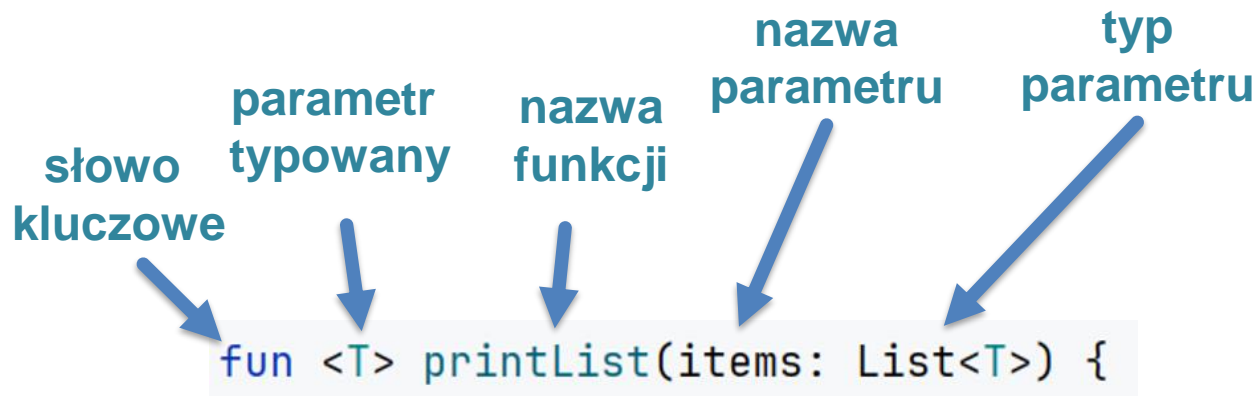 słowo
kluczowe
parametr
typowany
nazwa
funkcji
nazwa
parametru
typ
parametru
fun <T> printList(items: List<T>) {